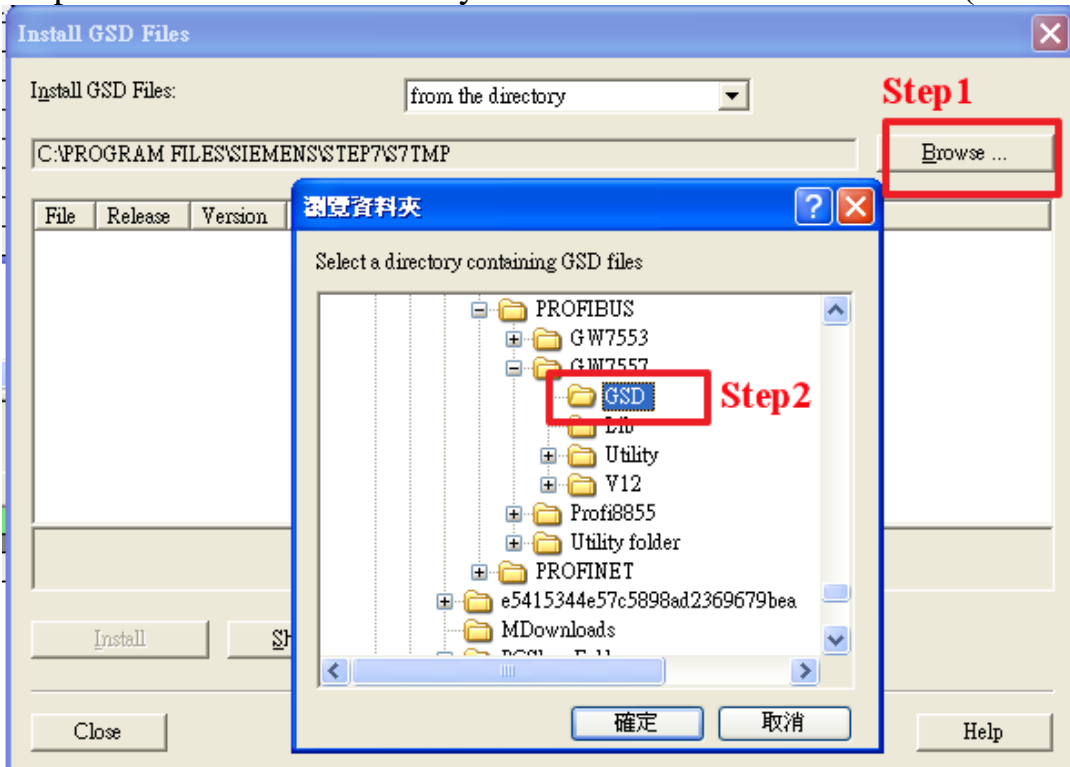 Install GSD Files
Install GSD Files:
from the directory
Step1
C:\PROGRAM FILES\SIEMENS\STEP7\S7TMP
Browse ...
File Release Version
瀏覽資料夾
Select a directory containing GSD files
PROFIBUS
GW7553
GW7557
GSD
Step2
Lib
Utility
V12
Profi8855
Utility folder
PROFINET
e5415344e57c5898ad2369679bea
MDownloads
Install
Close
確定
取消
Help